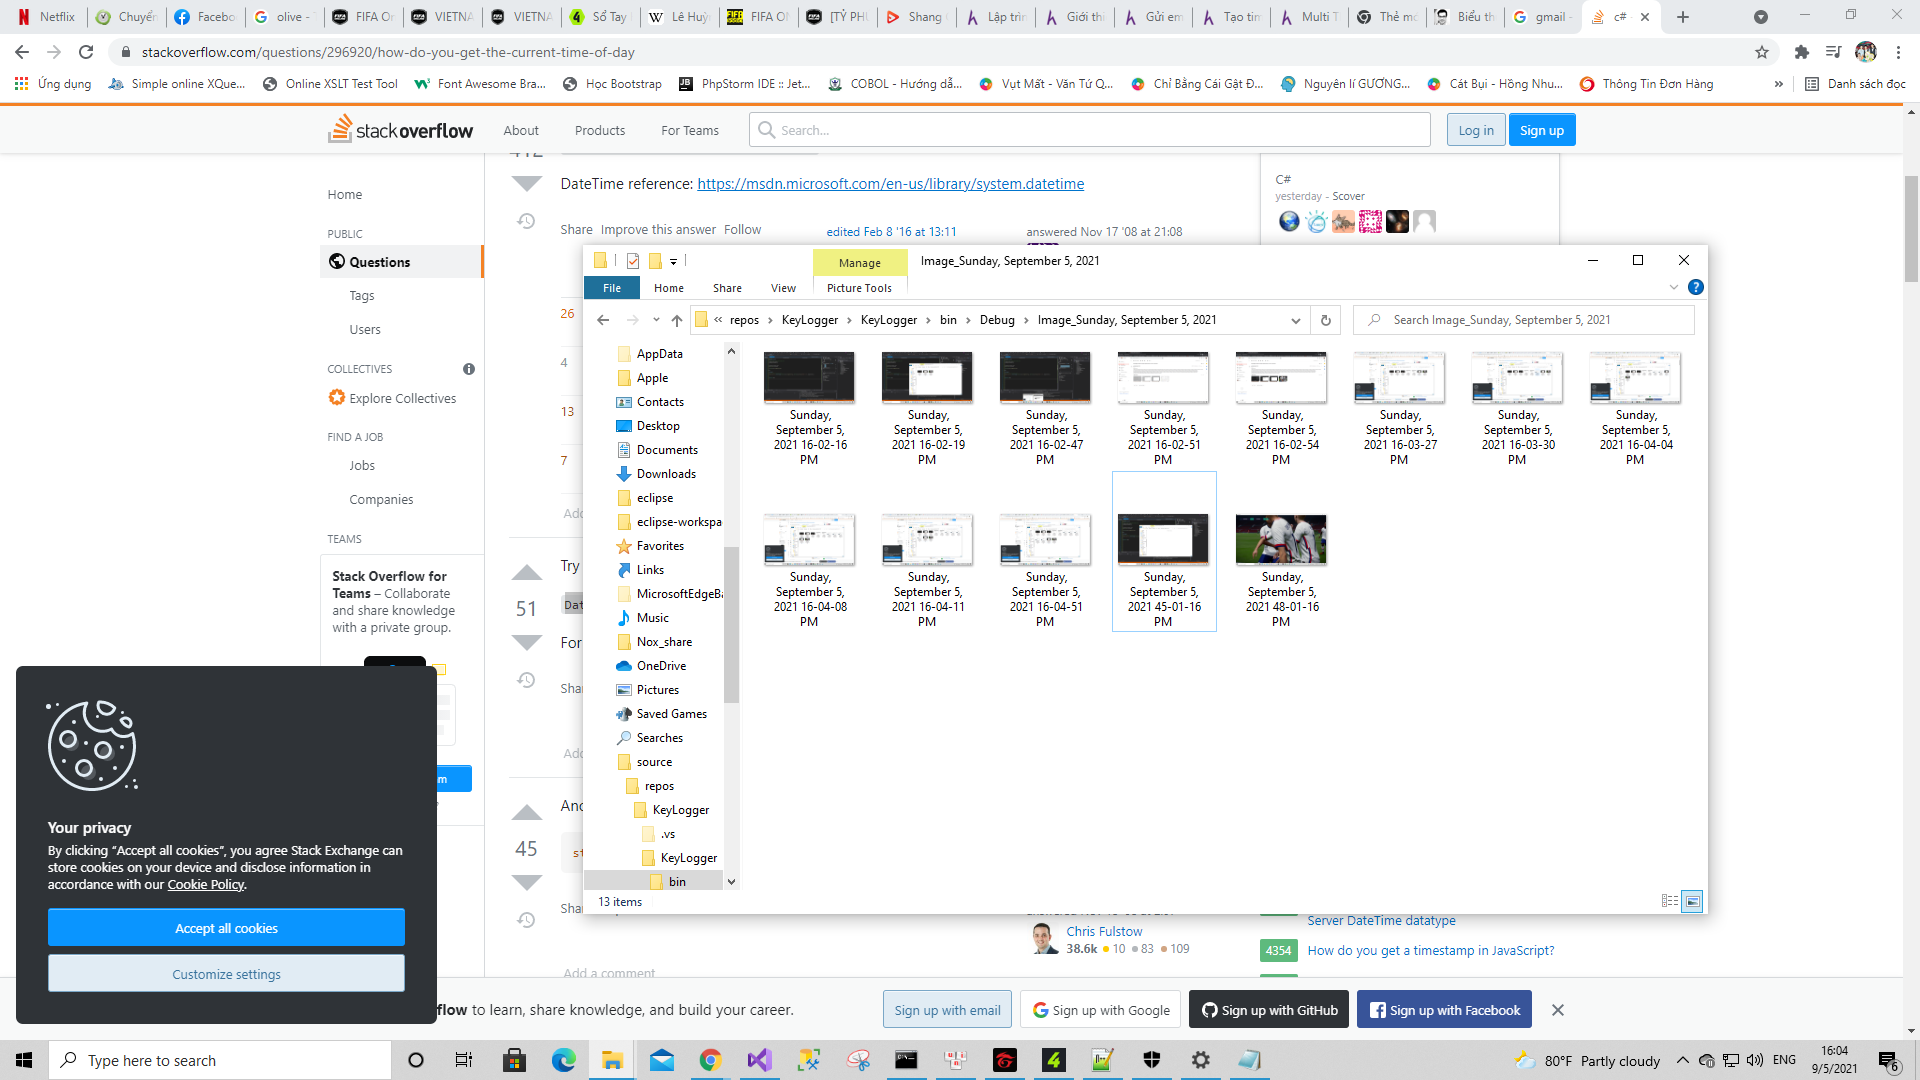 Netflix
Chuyển
Facebo
olive -
FIFA On
VIETNA
VIETNA
Sổ Tay
Lê Huỳn
FIFA ON
[TỶ PHÚ
Shang
Lập trìn
Giới thi
Gửi em
Tạo tin
Multi T
Thẻ mo
Biểu th
gmail -
c#
stackoverflow.com/questions/296920/how-do-you-get-the-current-time-of-day
Ứng dụng
Simple online XQue...
Online XSLT Test Tool
Font Awesome Bra...
Học Bootstrap
PhpStorm IDE :: Jet...
COBOL - Hướng dẫ...
Vụt Mất - Văn Tứ Q...
Chỉ Bằng Cái Gật Đ...
Nguyên lí GƯƠNG...
Cát Bụi - Hồng Nhu...
Thông Tin Đơn Hàng
»
Danh sách đọc
stackoverflow
About
Products
For Teams
Search...
Log in
Sign up
Home
PUBLIC
Questions
Tags
Users
COLLECTIVES
Explore Collectives
FIND A JOB
Jobs
Companies
TEAMS
Stack Overflow for
Teams – Collaborate
and share knowledge
with a private group.
412
DateTime reference: https://msdn.microsoft.com/en-us/library/system.datetime
Share Improve this answer Follow
edited Feb 8 '16 at 13:11
answered Nov 17 '08 at 21:08
C#
yesterday - Scover
26
4
13
7
Add
Try
51
Dat
For
Shar
Add
And
45
st
Shar
Manage
Image_Sunday, September 5, 2021
File
Home
Share
View
Picture Tools
« repos › KeyLogger › KeyLogger › bin › Debug › Image_Sunday, September 5, 2021
Search Image_Sunday, September 5, 2021
AppData
Apple
Contacts
Desktop
Documents
Downloads
eclipse
eclipse-workspa
Favorites
Links
MicrosoftEdgeBa
Music
Nox_share
OneDrive
Pictures
Saved Games
Searches
source
repos
KeyLogger
.vs
KeyLogger
bin
Sunday,
September 5,
2021 16-02-16
PM
Sunday,
September 5,
2021 16-02-19
PM
Sunday,
September 5,
2021 16-02-47
PM
Sunday,
September 5,
2021 16-02-51
PM
Sunday,
September 5,
2021 16-02-54
PM
Sunday,
September 5,
2021 16-03-27
PM
Sunday,
September 5,
2021 16-03-30
PM
Sunday,
September 5,
2021 16-04-04
PM
Sunday,
September 5,
2021 16-04-08
PM
Sunday,
September 5,
2021 16-04-11
PM
Sunday,
September 5,
2021 16-04-51
PM
Sunday,
September 5,
2021 45-01-16
PM
Sunday,
September 5,
2021 48-01-16
PM
13 items
Chris Fulstow
38.6k 10 83 109
Add a comment
Server DateTime datatype
4354
How do you get a timestamp in JavaScript?
Your privacy
By clicking “Accept all cookies”, you agree Stack Exchange can
store cookies on your device and disclose information in
accordance with our Cookie Policy.
Accept all cookies
Customize settings
flow to learn, share knowledge, and build your career.
Sign up with email
Sign up with Google
Sign up with GitHub
Sign up with Facebook
Type here to search
80°F Partly cloudy
ENG
16:04
9/5/2021
6